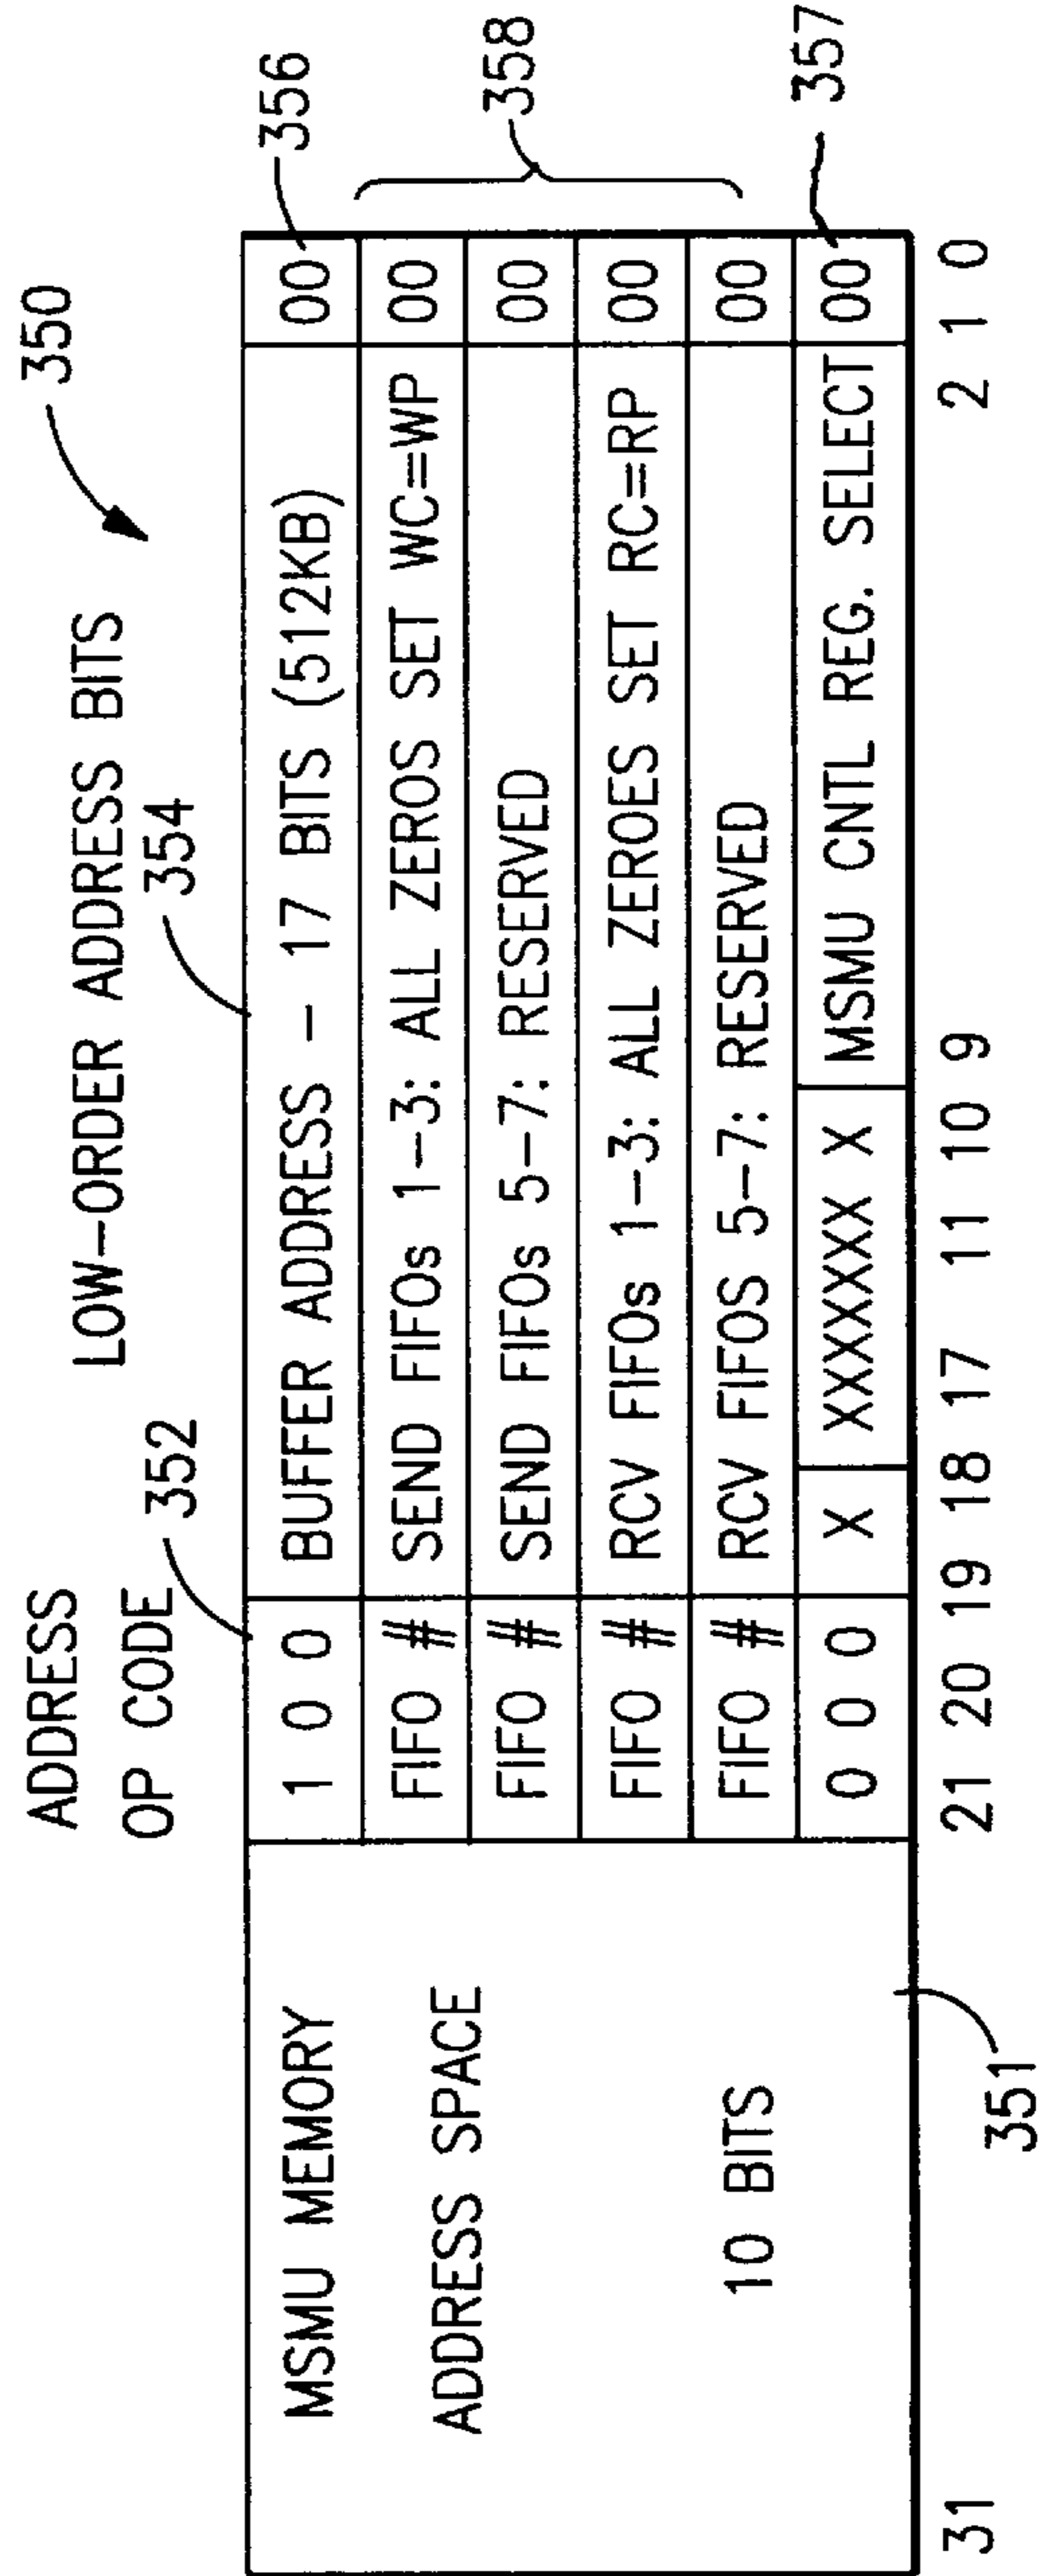 350
LOW-ORDER ADDRESS BITS
ADDRESS
OP CODE
352
354
356
MSMU MEMORY
ADDRESS SPACE
10 BITS
1 0 0 BUFFER ADDRESS - 17 BITS (512KB) 00
FIFO # SEND FIFOs 1-3: ALL ZEROS SET WC=WP 00
FIFO # SEND FIFOs 5-7: RESERVED 00
FIFO # RCV FIFOs 1-3: ALL ZEROES SET RC=RP 00
FIFO # RCV FIFOS 5-7: RESERVED 00
0 0 0 X XXXXXX X MSMU CNTL REG. SELECT 00
358
357
31 21 20 19 18 17 11 10 9 2 1 0
351